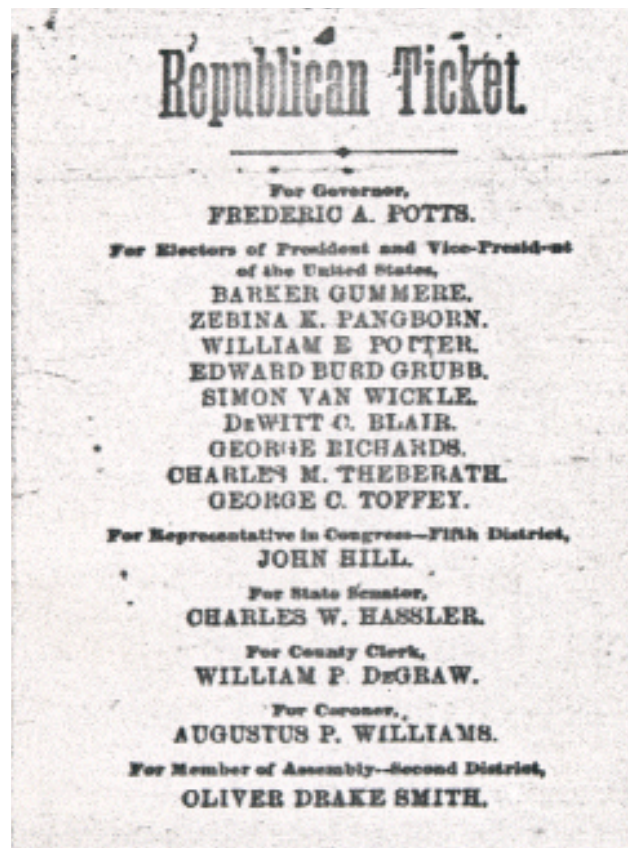 Republican Ticket.
For Governor,
FREDERIC A. POTTS.
For Electors of President and Vice-President
of the United States,
BARKER GUMMERE.
ZEBINA K. PANGBORN.
WILLIAM E POTTER.
EDWARD BURD GRUBB.
SIMON VAN WICKLE.
DEWITT C. BLAIR.
GEORGE RICHARDS.
CHARLES M. THEBERATH.
GEORGE C. TOFFEY.
For Representative in Congress—Fifth District,
JOHN HILL.
For State Senator,
CHARLES W. HASSLER.
For County Clerk,
WILLIAM P. DEGRAW.
For Coroner,
AUGUSTUS P. WILLIAMS.
For Member of Assembly—Second District,
OLIVER DRAKE SMITH.